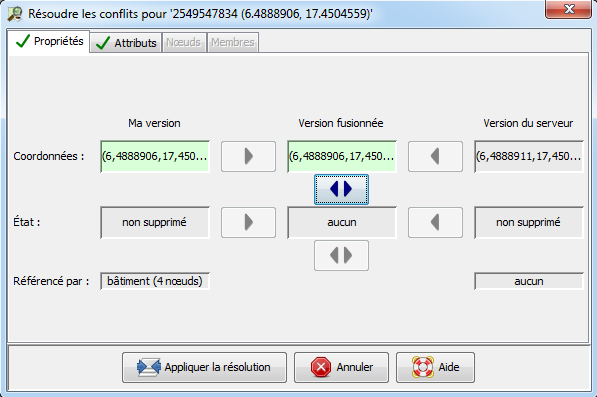 Résoudre les conflits pour '2549547834 (6.4888906, 17.4504559)'
Propriétés Attributs Nœuds Membres
Ma version Version fusionnée Version du serveur
Coordonnées : (6,4888906,17,450... (6,4888906,17,450... (6,4888911,17,450...
État : non supprimé aucun non supprimé
Référencé par : bâtiment (4 nœuds) aucun
Appliquer la résolution Annuler Aide